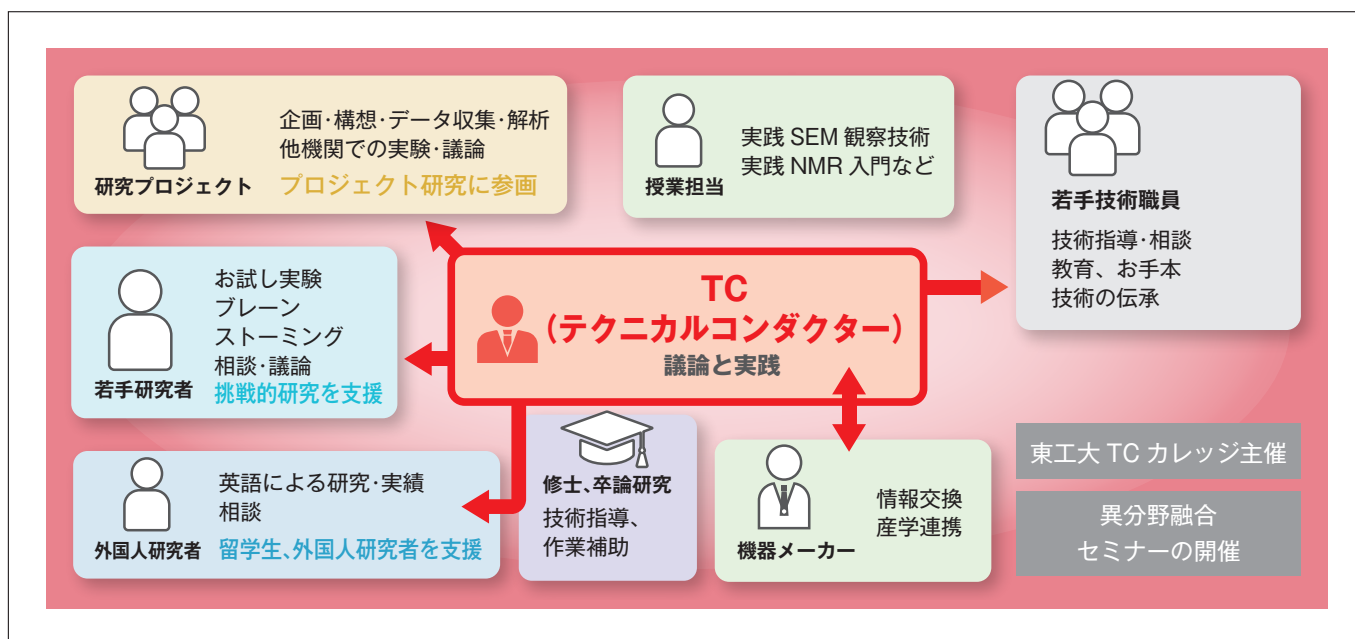 企画・構想・データ収集・解析
他機関での実験・議論
プロジェクト研究に参画
研究プロジェクト
実践 SEM 観察技術
実践 NMR 入門など
授業担当
若手技術職員
技術指導・相談
教育、お手本
技術の伝承
お試し実験
ブレーン
ストーミング
相談・議論
挑戦的研究を支援
若手研究者
TC
(テクニカルコンダクター)
議論と実践
英語による研究・実績
相談
留学生、外国人研究者を支援
外国人研究者
修士、卒論研究
技術指導、
作業補助
情報交換
産学連携
機器メーカー
東工大 TC カレッジ主催
異分野融合
セミナーの開催